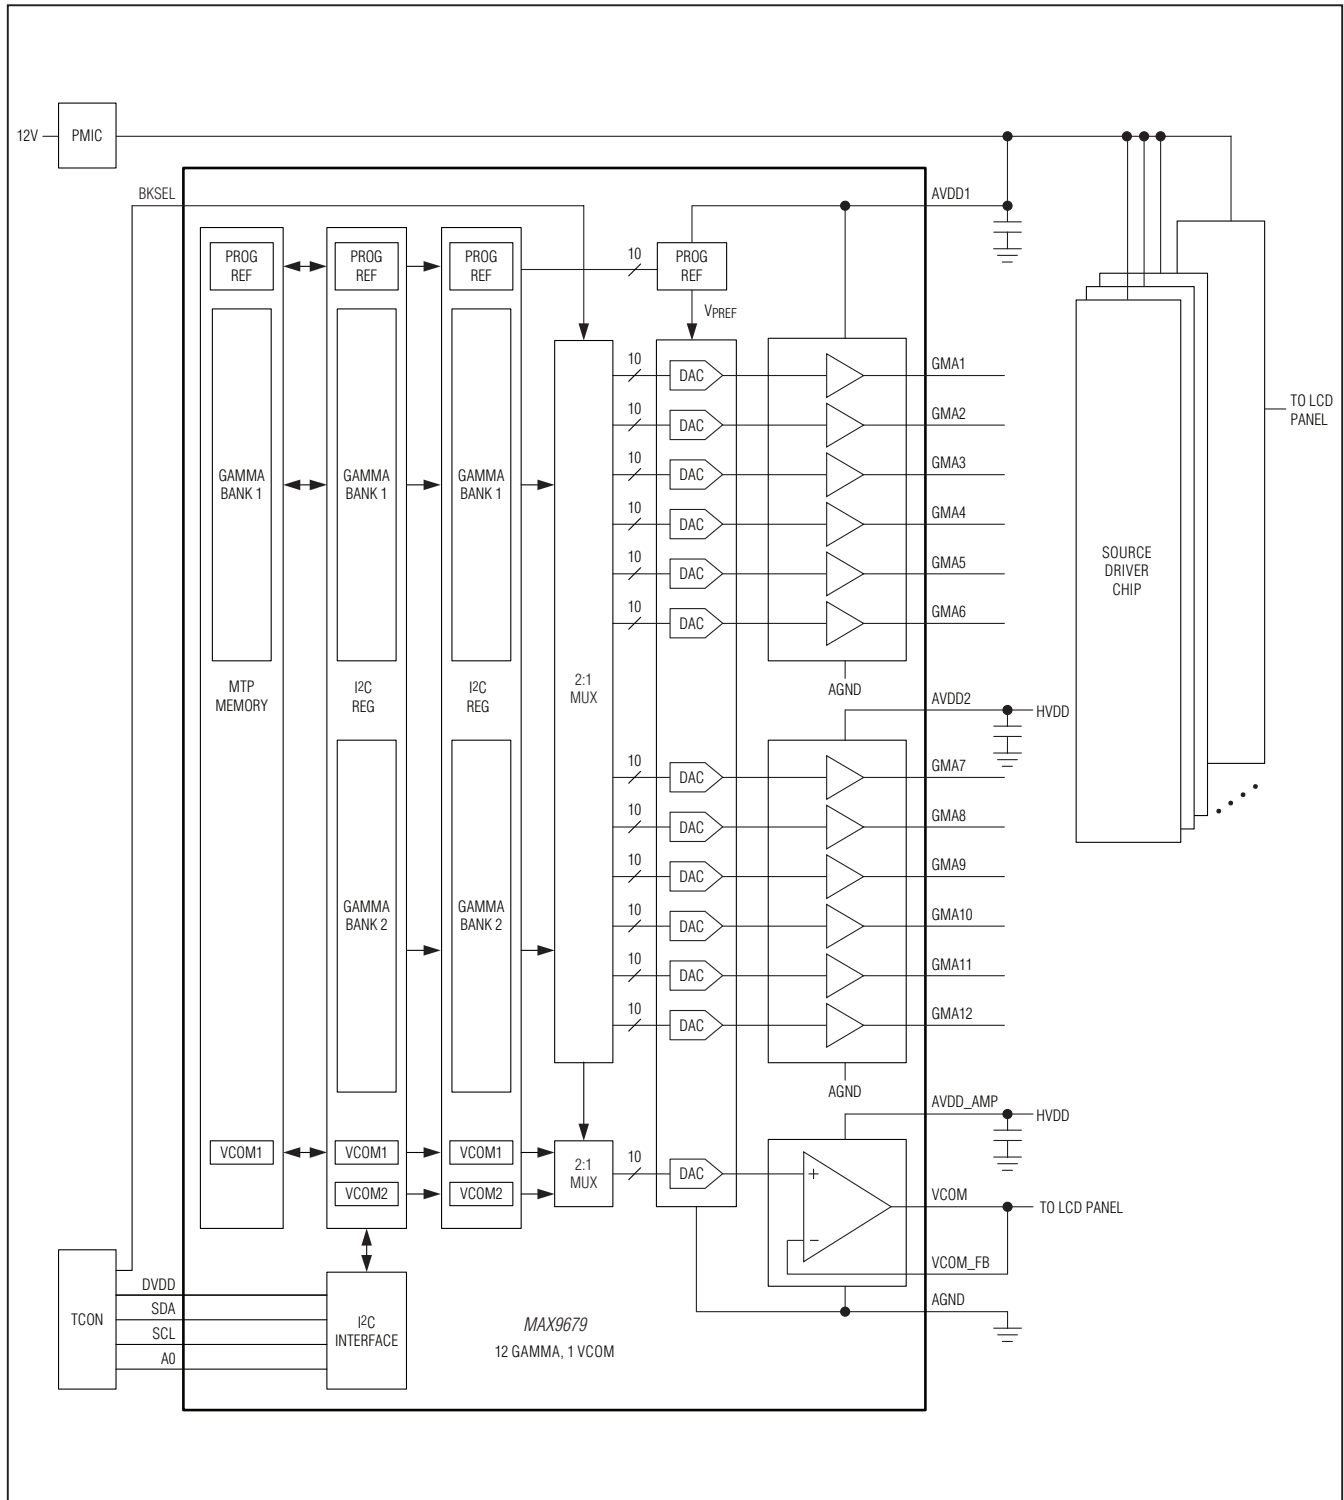 12V
PMIC
BKSEL
AVDD1
PROG
REF
PROG
REF
PROG
REF
10
PROG
REF
VPREF
10
DAC
GMA1
10
DAC
GMA2
10
DAC
GMA3
10
DAC
GMA4
10
DAC
GMA5
10
DAC
GMA6
GAMMA
BANK 1
GAMMA
BANK 1
GAMMA
BANK 1
SOURCE
DRIVER
CHIP
TO LCD
PANEL
MTP
MEMORY
I²C
REG
I²C
REG
2:1
MUX
AGND
AVDD2
HVDD
10
DAC
GMA7
10
DAC
GMA8
10
DAC
GMA9
10
DAC
GMA10
10
DAC
GMA11
10
DAC
GMA12
GAMMA
BANK 2
GAMMA
BANK 2
AGND
AVDD_AMP
HVDD
VCOM1
VCOM1
VCOM1
VCOM2
VCOM2
2:1
MUX
10
DAC
+
−
VCOM
TO LCD PANEL
VCOM_FB
AGND
TCON
DVDD
SDA
SCL
A0
I²C
INTERFACE
MAX9679
12 GAMMA, 1 VCOM